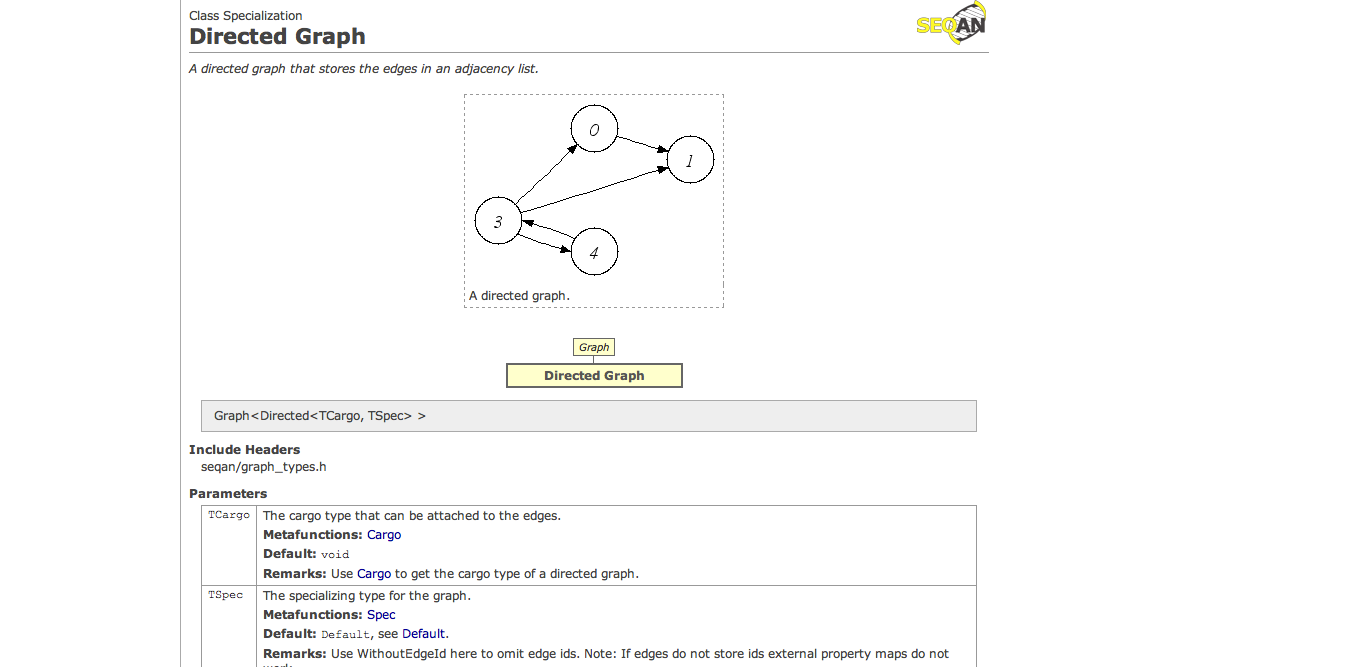 Class Specialization
Directed Graph
SEQAN
A directed graph that stores the edges in an adjacency list.
0
1
3
4
A directed graph.
Graph
Directed Graph
Graph<Directed<TCargo, TSpec> >
Include Headers
seqan/graph_types.h
Parameters
TCargo The cargo type that can be attached to the edges.
Metafunctions: Cargo
Default: void
Remarks: Use Cargo to get the cargo type of a directed graph.
TSpec The specializing type for the graph.
Metafunctions: Spec
Default: Default, see Default.
Remarks: Use WithoutEdgeId here to omit edge ids. Note: If edges do not store ids external property maps do not